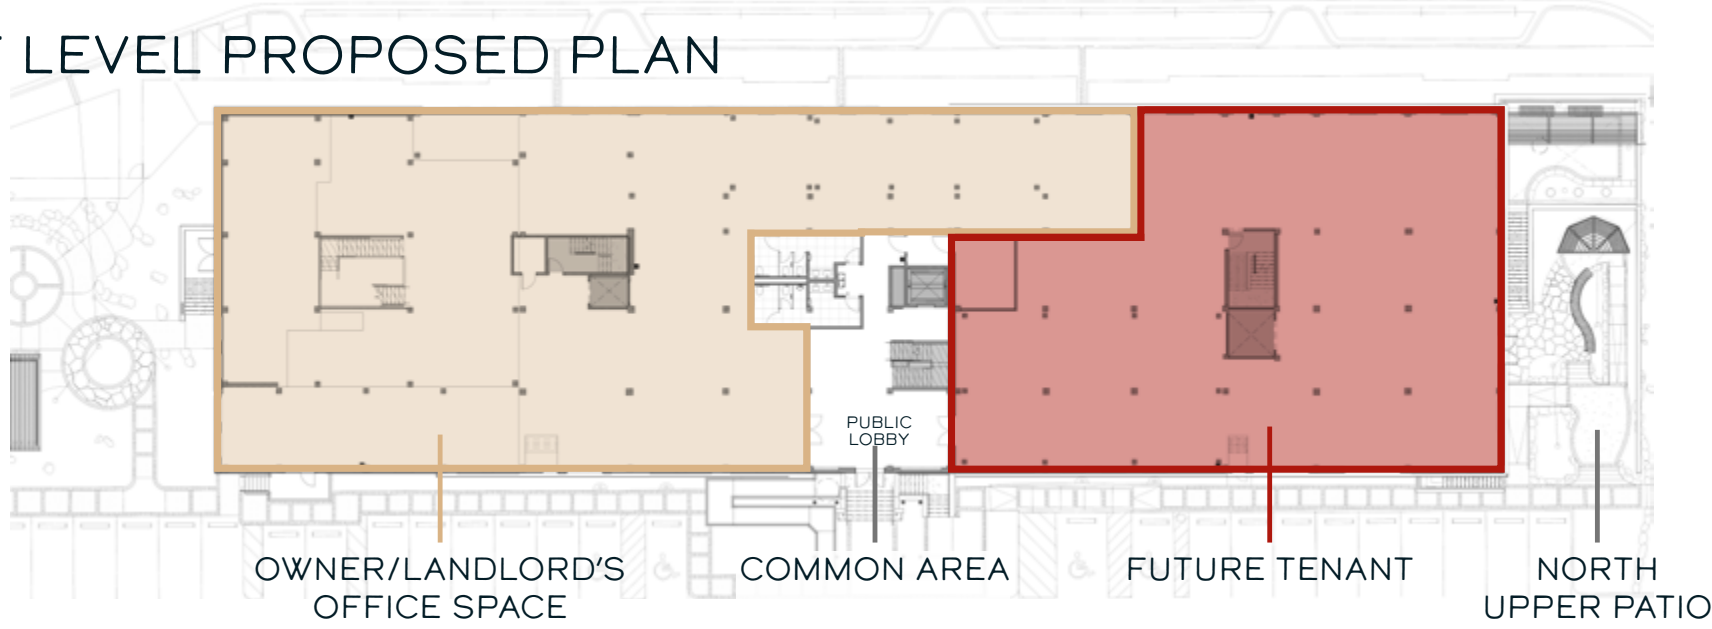 LEVEL PROPOSED PLAN
PUBLIC
LOBBY
OWNER/LANDLORD'S
OFFICE SPACE
COMMON AREA
FUTURE TENANT
NORTH
UPPER PATIO